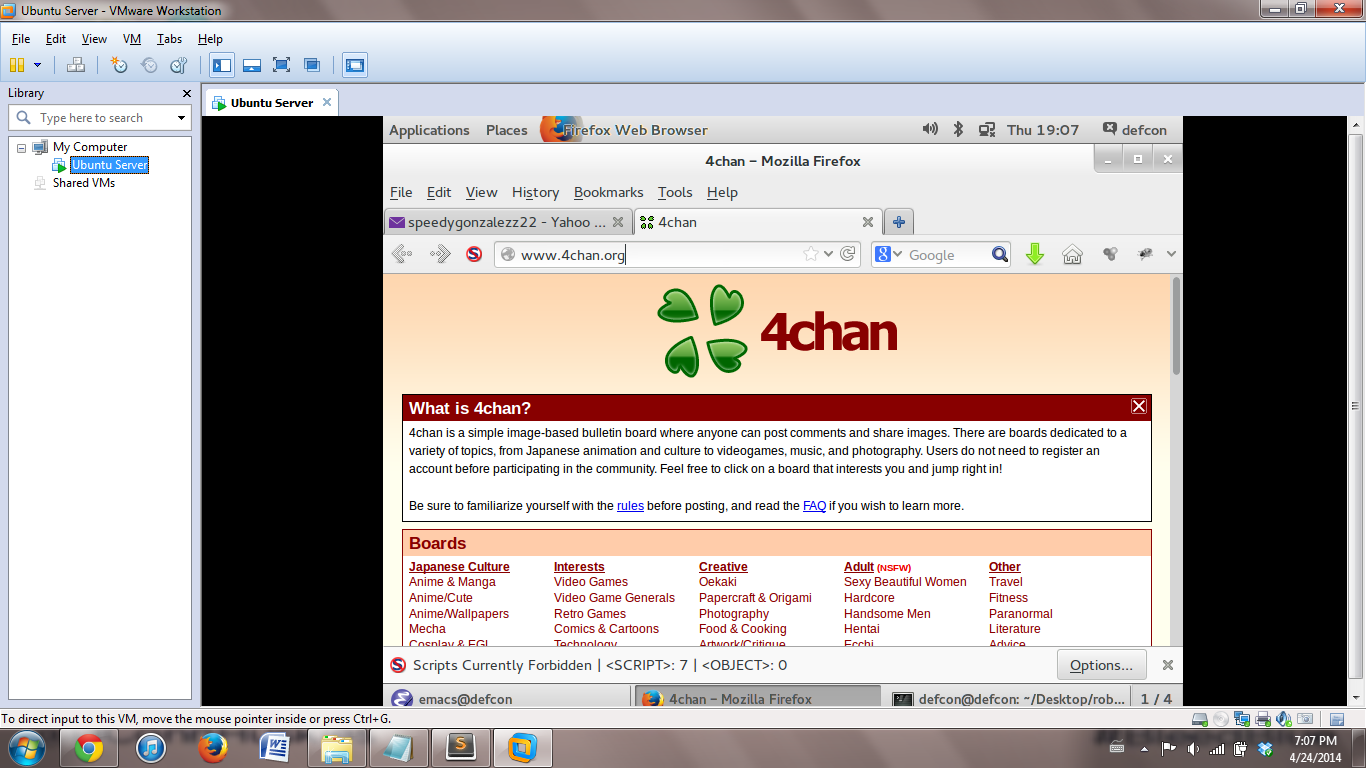 Ubuntu Server - VMware Workstation
File Edit View VM Tabs Help
Library
Type here to search
My Computer
Ubuntu Server
Shared VMs
Ubuntu Server
Applications Places Firefox Web Browser Thu 19:07 defcon
4chan – Mozilla Firefox
File Edit View History Bookmarks Tools Help
speedygonzalezz22 - Yahoo ... 4chan
www.4chan.org Google
4chan
What is 4chan?
4chan is a simple image-based bulletin board where anyone can post comments and share images. There are boards dedicated to a
variety of topics, from Japanese animation and culture to videogames, music, and photography. Users do not need to register an
account before participating in the community. Feel free to click on a board that interests you and jump right in!
Be sure to familiarize yourself with the rules before posting, and read the FAQ if you wish to learn more.
Boards
Japanese Culture Interests Creative Adult (NSFW) Other
Anime & Manga Video Games Oekaki Sexy Beautiful Women Travel
Anime/Cute Video Game Generals Papercraft & Origami Hardcore Fitness
Anime/Wallpapers Retro Games Photography Handsome Men Paranormal
Mecha Comics & Cartoons Food & Cooking Hentai Literature
Cosplay & EGL Technology Artwork/Critique Ecchi Advice
Scripts Currently Forbidden | <SCRIPT>: 7 | <OBJECT>: 0 Options...
emacs@defcon 4chan – Mozilla Firefox defcon@defcon: ~/Desktop/rob... 1 / 4
To direct input to this VM, move the mouse pointer inside or press Ctrl+G.
7:07 PM
4/24/2014